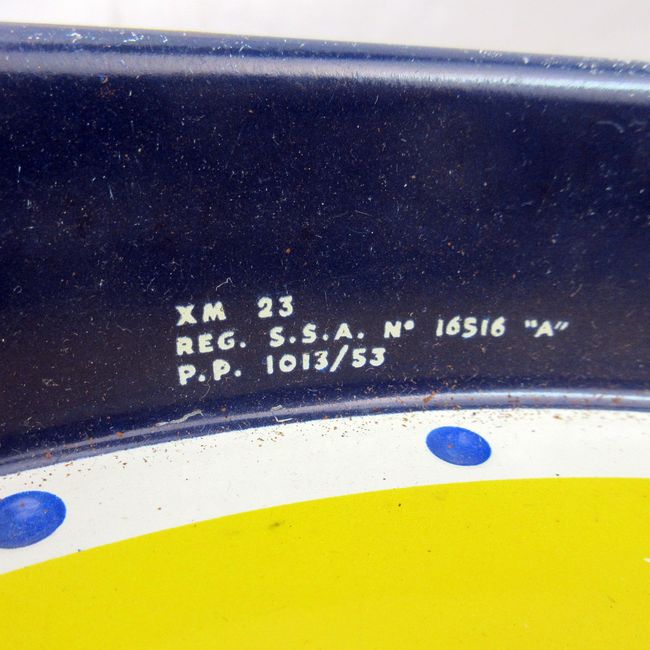 XM 23
REG. S.S.A. Nº 16516 "A"
P.P. 1013/53